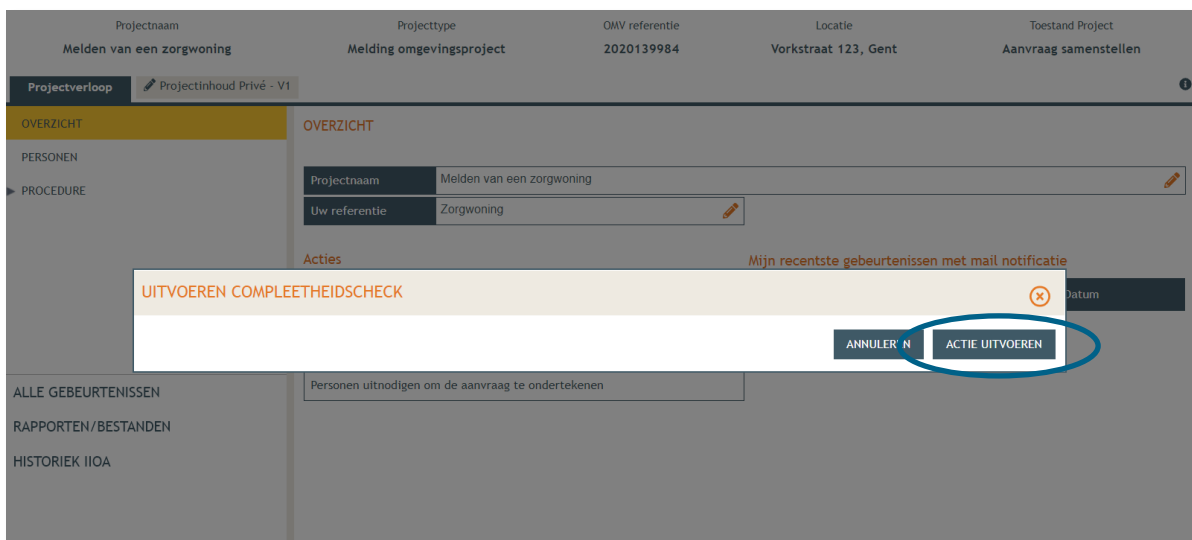 Projectnaam Projecttype OMV referentie Locatie Toestand Project
Melden van een zorgwoning Melding omgevingsproject 2020139984 Vorkstraat 123, Gent Aanvraag samenstellen
Projectverloop Projectinhoud Privé - V1
OVERZICHT
PERSONEN
PROCEDURE
OVERZICHT
Projectnaam Melden van een zorgwoning
Uw referentie Zorgwoning
Acties Mijn recentste gebeurtenissen met mail notificatie
Datum
UITVOEREN COMPLEETHEIDSCHECK
ANNULEREN ACTIE UITVOEREN
Personen uitnodigen om de aanvraag te ondertekenen
ALLE GEBEURTENISSEN
RAPPORTEN/BESTANDEN
HISTORIEK IIOA